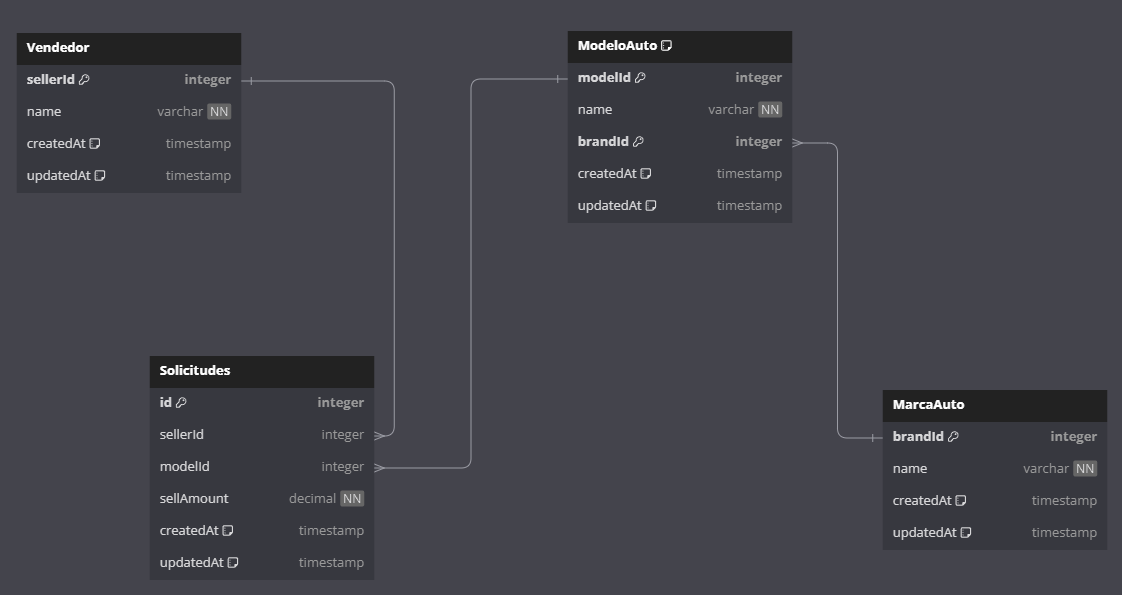 Vendedor
sellerId integer
name varchar NN
createdAt timestamp
updatedAt timestamp
ModeloAuto
modelId integer
name varchar NN
brandId integer
createdAt timestamp
updatedAt timestamp
Solicitudes
id integer
sellerId integer
modelId integer
sellAmount decimal NN
createdAt timestamp
updatedAt timestamp
MarcaAuto
brandId integer
name varchar NN
createdAt timestamp
updatedAt timestamp